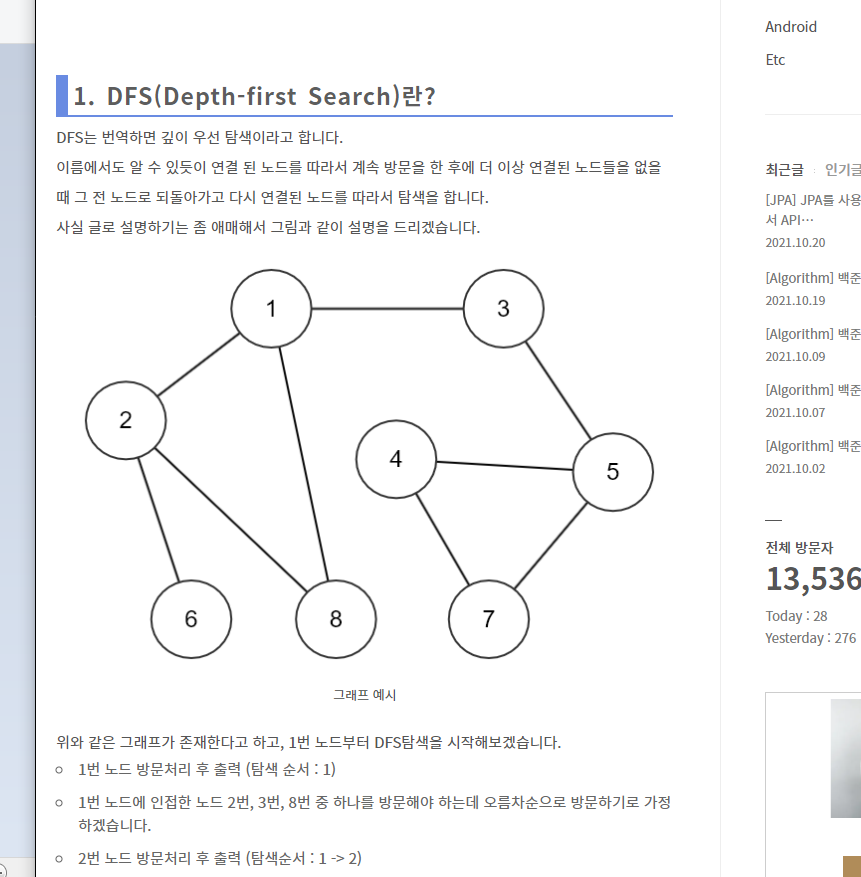 1. DFS(Depth-first Search)란?
DFS는 번역하면 깊이 우선 탐색이라고 합니다.
이름에서도 알 수 있듯이 연결 된 노드를 따라서 계속 방문을 한 후에 더 이상 연결된 노드들을 없을
때 그 전 노드로 되돌아가고 다시 연결된 노드를 따라서 탐색을 합니다.
사실 글로 설명하기는 좀 애매해서 그림과 같이 설명을 드리겠습니다.
1
3
2
4
5
6
8
7
그래프 예시
위와 같은 그래프가 존재한다고 하고, 1번 노드부터 DFS탐색을 시작해보겠습니다.
1번 노드 방문처리 후 출력 (탐색 순서 : 1)
1번 노드에 인접한 노드 2번, 3번, 8번 중 하나를 방문해야 하는데 오름차순으로 방문하기로 가정
하겠습니다.
2번 노드 방문처리 후 출력 (탐색순서 : 1 -> 2)
Android
Etc
최근글
인기글
[JPA] JPA를 사용
서 API…
2021.10.20
[Algorithm] 백준
2021.10.19
[Algorithm] 백준
2021.10.09
[Algorithm] 백준
2021.10.07
[Algorithm] 백준
2021.10.02
전체 방문자
13,536
Today : 28
Yesterday : 276